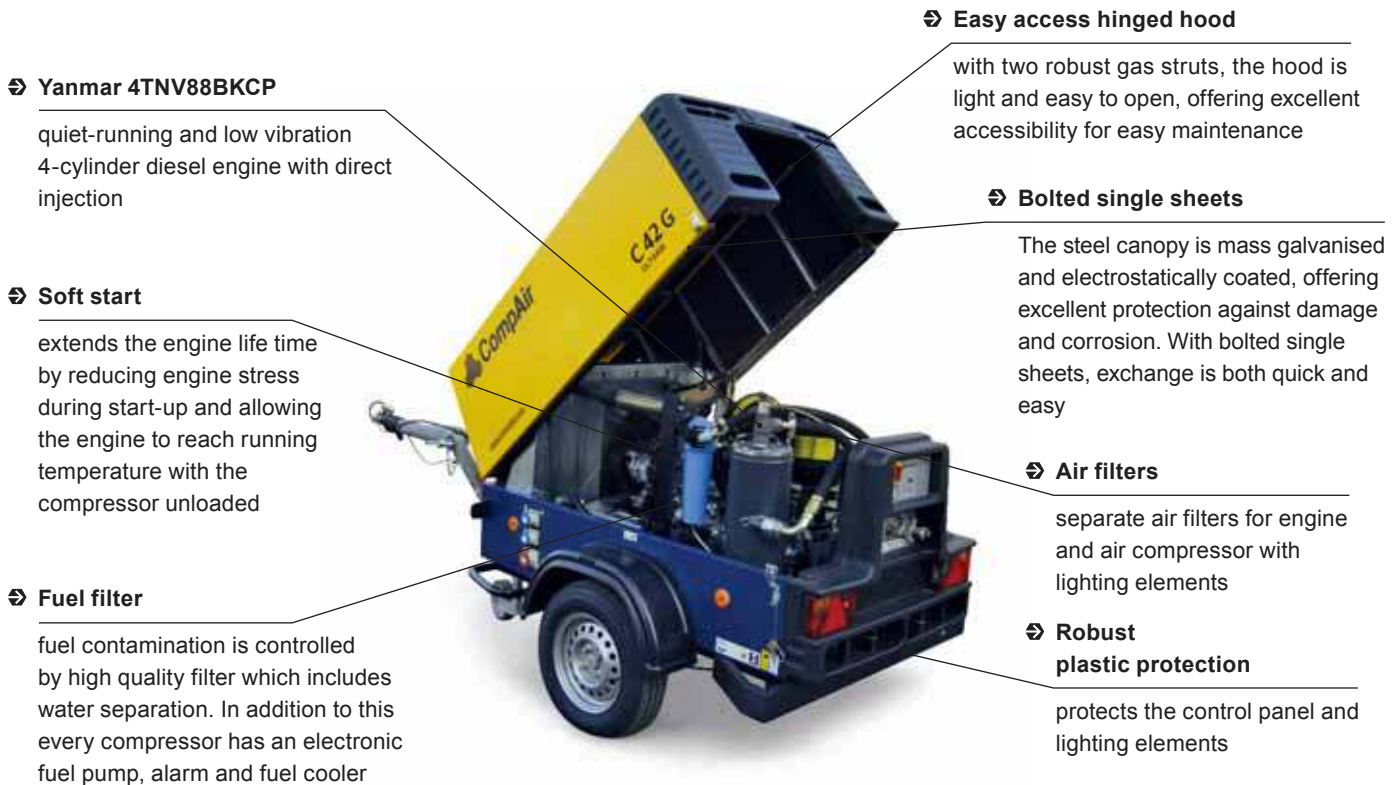 Yanmar 4TNV88BKCP
quiet-running and low vibration
4-cylinder diesel engine with direct
injection
Soft start
extends the engine life time
by reducing engine stress
during start-up and allowing
the engine to reach running
temperature with the
compressor unloaded
Fuel filter
fuel contamination is controlled
by high quality filter which includes
water separation. In addition to this
every compressor has an electronic
fuel pump, alarm and fuel cooler
CompAir
C 42 G
Easy access hinged hood
with two robust gas struts, the hood is
light and easy to open, offering excellent
accessibility for easy maintenance
Bolted single sheets
The steel canopy is mass galvanised
and electrostatically coated, offering
excellent protection against damage
and corrosion. With bolted single
sheets, exchange is both quick and
easy
Air filters
separate air filters for engine
and air compressor with
lighting elements
Robust
plastic protection
protects the control panel and
lighting elements